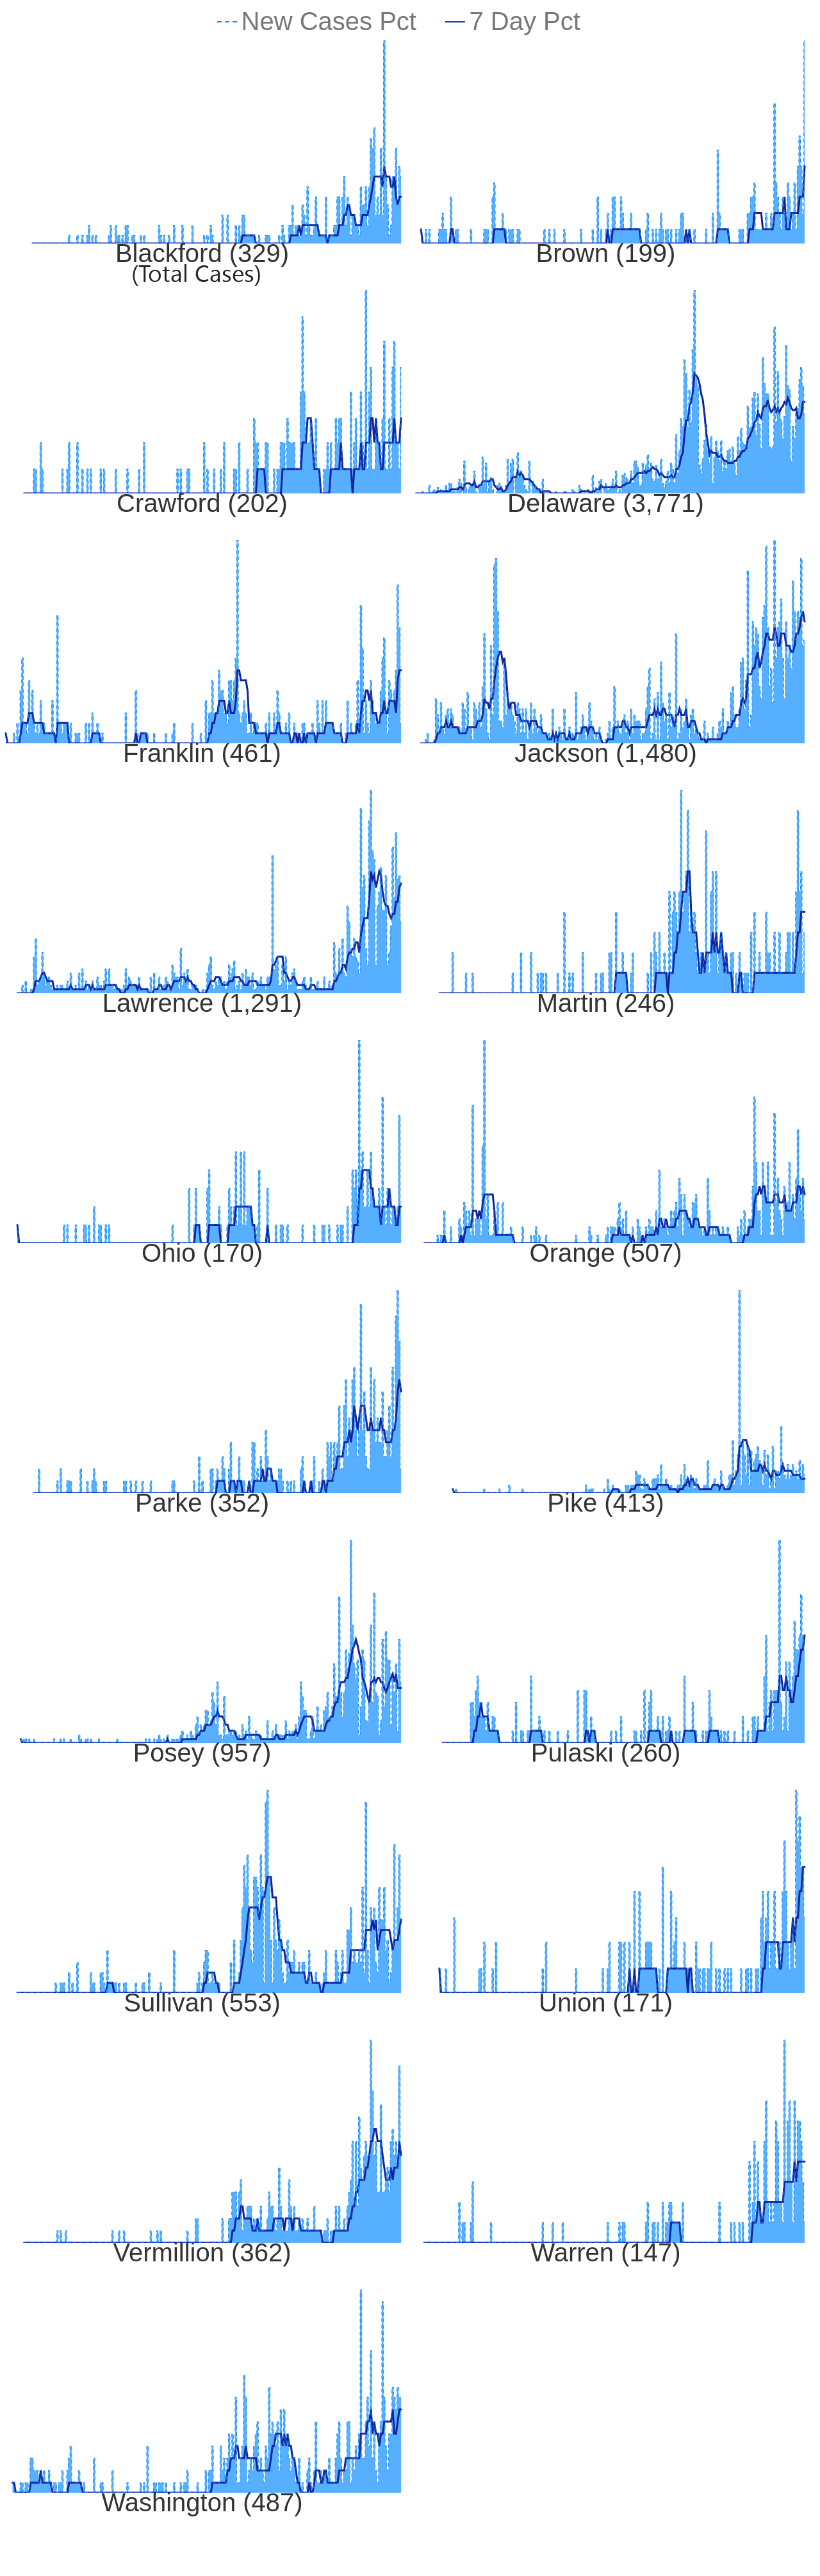 New Cases Pct 7 Day Pct
Blackford (329) Brown (199)
(Total Cases)
Crawford (202) Delaware (3,771)
Franklin (461) Jackson (1,480)
Lawrence (1,291) Martin (246)
Ohio (170) Orange (507)
Parke (352) Pike (413)
Posey (957) Pulaski (260)
Sullivan (553) Union (171)
Vermillion (362) Warren (147)
Washington (487)